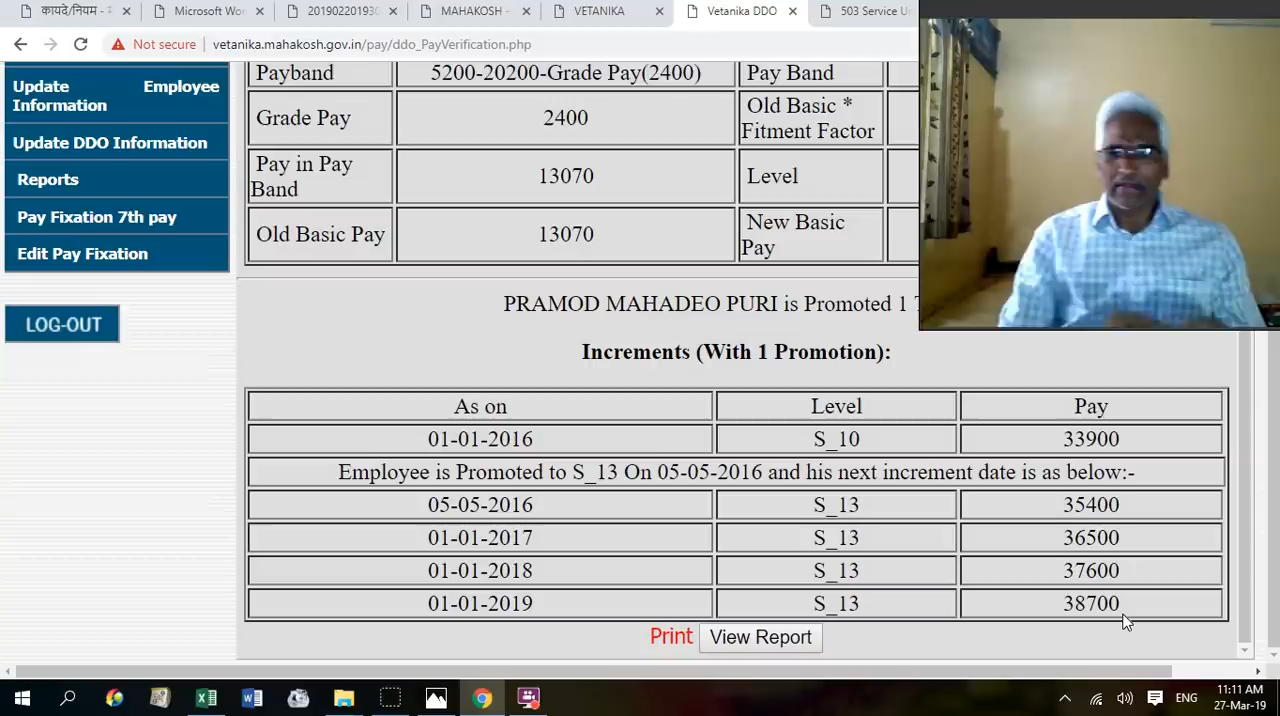 कायदे/नियम - Microsoft Wor 201902201930 MAHAKOSH - VETANIKA Vetanika DDO 503 Service
Not secure vetanika.mahakosh.gov.in/pay/ddo_PayVerification.php
Update Employee
Information
Update DDO Information
Reports
Pay Fixation 7th pay
Edit Pay Fixation
LOG-OUT
Payband 5200-20200-Grade Pay(2400) Pay Band
Grade Pay 2400 Old Basic *
Fitment Factor
Pay in Pay
Band 13070 Level
Old Basic Pay 13070 New Basic
Pay
PRAMOD MAHADEO PURI is Promoted 1
Increments (With 1 Promotion):
As on Level Pay
01-01-2016 S_10 33900
Employee is Promoted to S_13 On 05-05-2016 and his next increment date is as below:-
05-05-2016 S_13 35400
01-01-2017 S_13 36500
01-01-2018 S_13 37600
01-01-2019 S_13 38700
Print View Report
ENG 11:11 AM
27-Mar-19